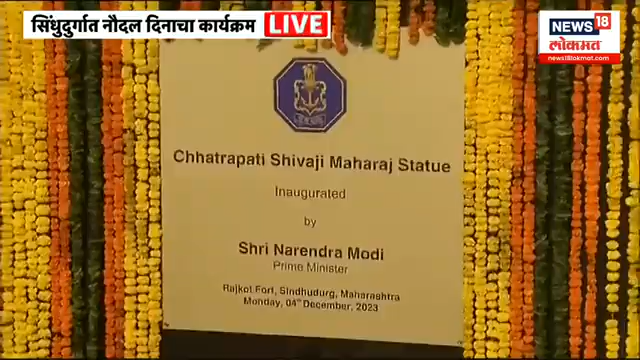 सिंधुदुर्गात नौदल दिनाचा कार्यक्रम LIVE
NEWS 18
लोकमत
news18lokmat.com
Chhatrapati Shivaji Maharaj Statue
Inaugurated
by
Shri Narendra Modi
Prime Minister
Rajkot Fort, Sindhudurg, Maharashtra
Monday, 04th December, 2023